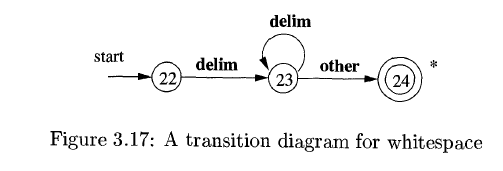 delim
start
delim
other
*
22
23
24
Figure 3.17: A transition diagram for whitespace